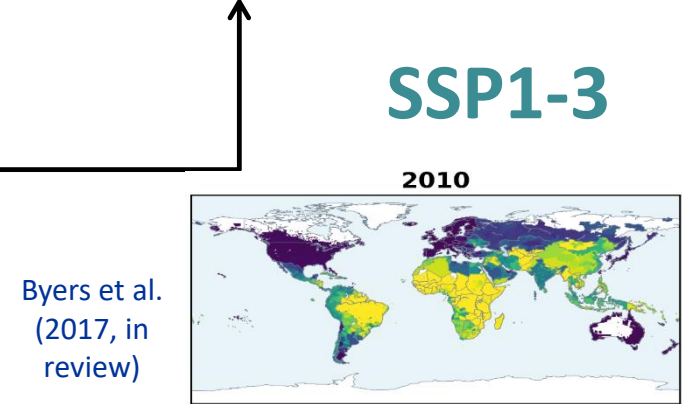 SSP1-3
2010
Byers et al.
(2017, in
review)